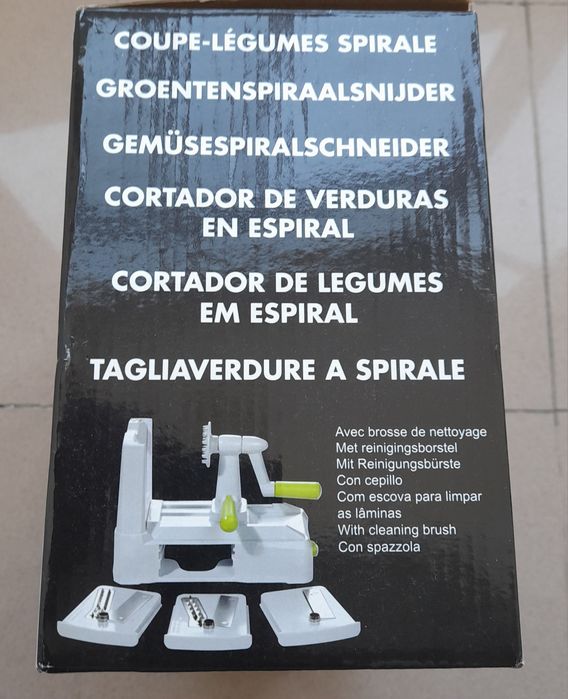 COUPE-LÉGUMES SPIRALE
GROENTENSPIRAALSNIJDER
GEMÜSESPIRALSCHNEIDER
CORTADOR DE VERDURAS
EN ESPIRAL
CORTADOR DE LEGUMES
EM ESPIRAL
TAGLIAVERDURE A SPIRALE
Avec brosse de nettoyage
Met reinigingsborstel
Mit Reinigungsbürste
Con cepillo
Com escova para limpar
as lâminas
With cleaning brush
Con spazzola